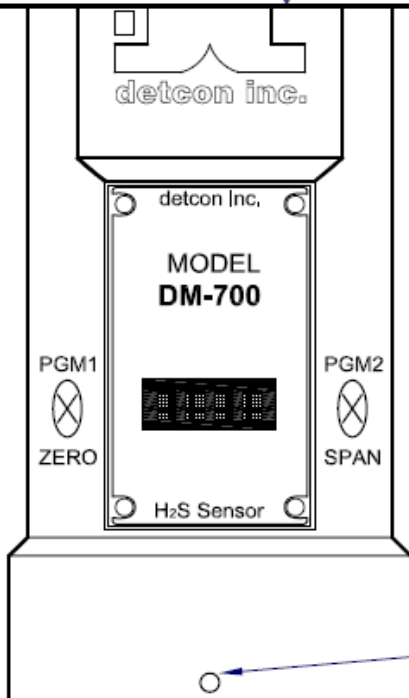 detcon inc.
detcon Inc.
MODEL
DM-700
PGM1
PGM2
ZERO
SPAN
H₂S Sensor